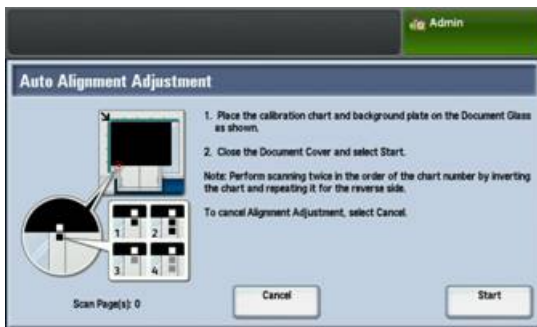 Admin
Auto Alignment Adjustment
1. Place the calibration chart and background plate on the Document Glass
as shown.
2. Close the Document Cover and select Start.
Note: Perform scanning twice in the order of the chart number by inverting
the chart and repeating it for the reverse side.
To cancel Alignment Adjustment, select Cancel.
1
2
3
4
Scan Page(s): 0
Cancel
Start